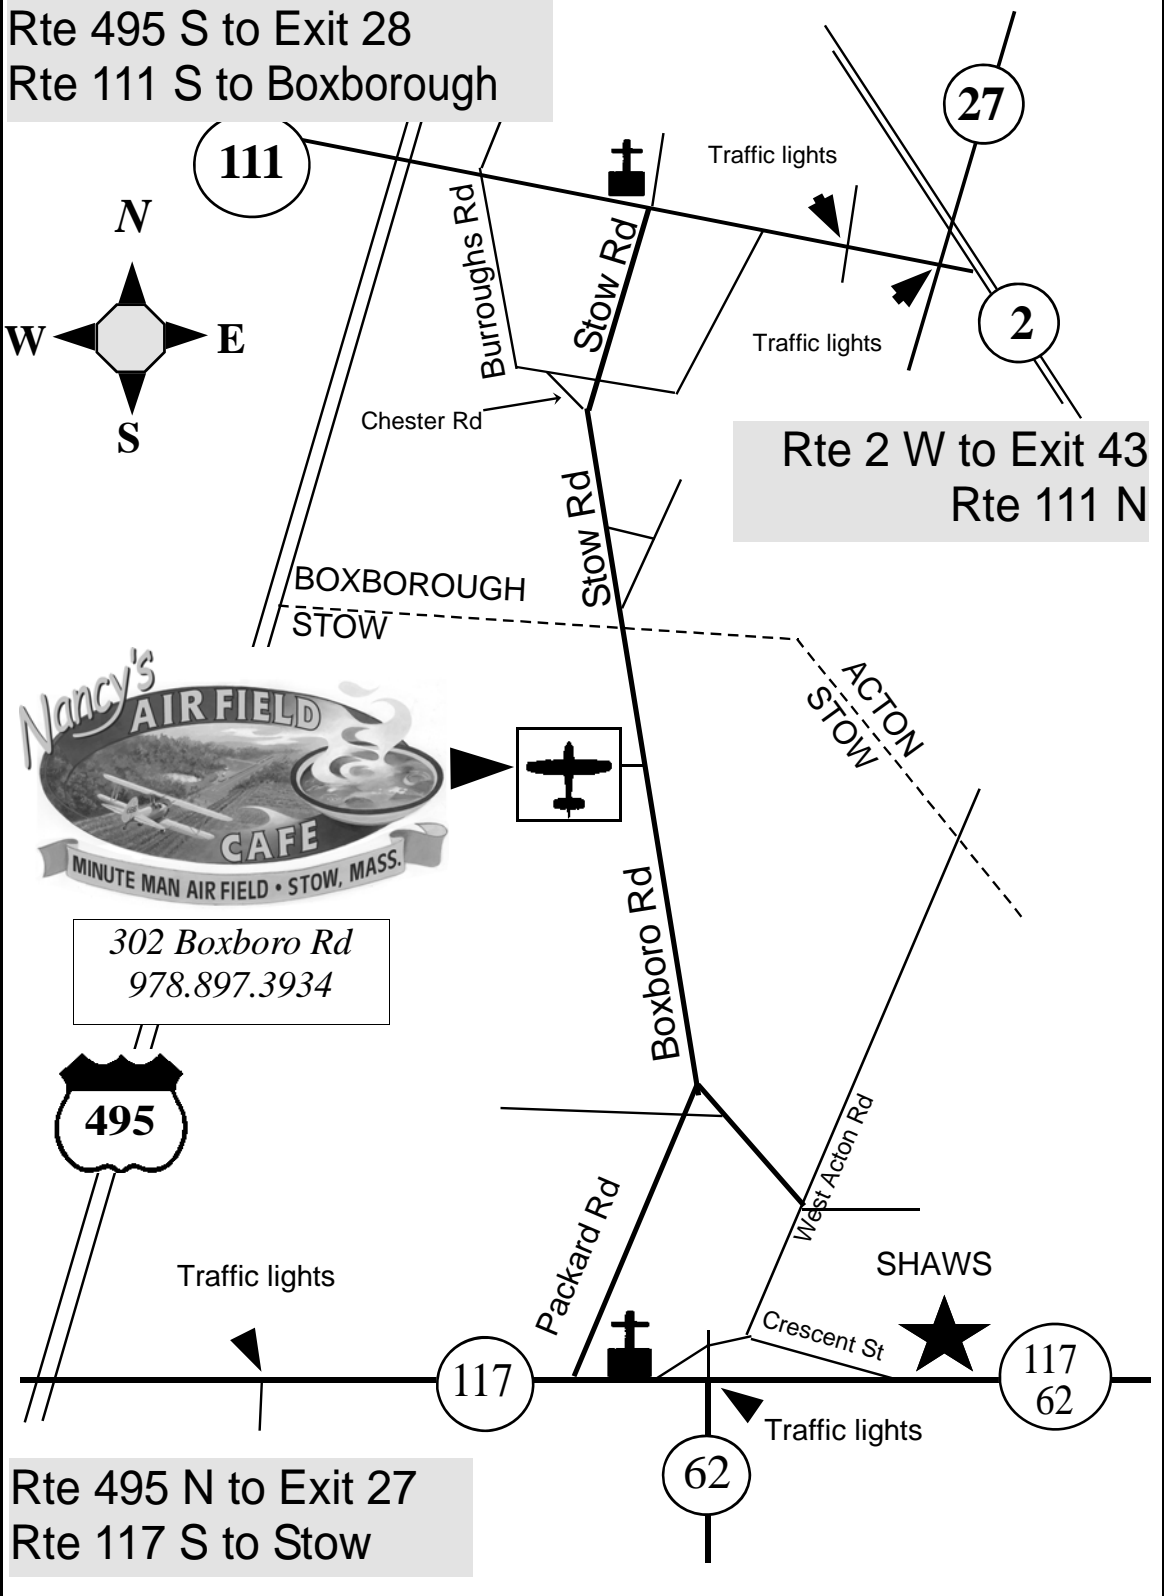 Rte 495 S to Exit 28
Rte 111 S to Boxborough
27
111
Traffic lights
N
Burroughs Rd
Stow Rd
W
E
2
Traffic lights
S
Chester Rd
Rte 2 W to Exit 43
Rte 111 N
Stow Rd
BOXBOROUGH
STOW
ACTON
STOW
Nancy's
AIRFIELD
CAFE
MINUTE MAN AIR FIELD • STOW, MASS.
Boxboro Rd
302 Boxboro Rd
978.897.3934
495
West Acton Rd
Packard Rd
SHAWS
Traffic lights
Crescent St
117
117
62
Traffic lights
62
Rte 495 N to Exit 27
Rte 117 S to Stow